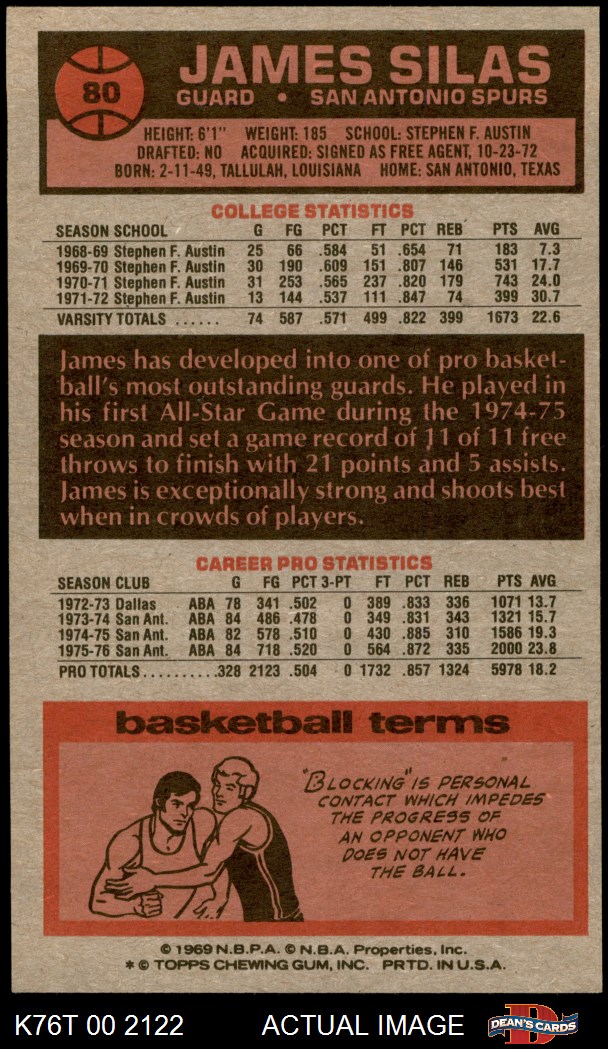 80
JAMES SILAS
GUARD • SAN ANTONIO SPURS
HEIGHT: 6'1" WEIGHT: 185 SCHOOL: STEPHEN F. AUSTIN
DRAFTED: NO ACQUIRED: SIGNED AS FREE AGENT, 10-23-72
BORN: 2-11-49, TALLULAH, LOUISIANA HOME: SAN ANTONIO, TEXAS
COLLEGE STATISTICS
SEASON SCHOOL G FG PCT FT PCT REB PTS AVG
1968-69 Stephen F. Austin 25 66 .584 51 .654 71 183 7.3
1969-70 Stephen F. Austin 30 190 .609 151 .807 146 531 17.7
1970-71 Stephen F. Austin 31 253 .565 237 .820 179 743 24.0
1971-72 Stephen F. Austin 13 144 .537 111 .847 74 399 30.7
VARSITY TOTALS ...... 74 587 .571 499 .822 399 1673 22.6
James has developed into one of pro basket-
ball's most outstanding guards. He played in
his first All-Star Game during the 1974-75
season and set a game record of 11 of 11 free
throws to finish with 21 points and 5 assists.
James is exceptionally strong and shoots best
when in crowds of players.
CAREER PRO STATISTICS
SEASON CLUB G FG PCT 3-PT FT PCT REB PTS AVG
1972-73 Dallas ABA 78 341 .502 0 389 .833 336 1071 13.7
1973-74 San Ant. ABA 84 486 .478 0 349 .831 343 1321 15.7
1974-75 San Ant. ABA 82 578 .510 0 430 .885 310 1586 19.3
1975-76 San Ant. ABA 84 718 .520 0 564 .872 335 2000 23.8
PRO TOTALS..........328 2123 .504 0 1732 .857 1324 5978 18.2
basketball terms
"BLOCKING" IS PERSONAL
CONTACT WHICH IMPEDES
THE PROGRESS OF
AN OPPONENT WHO
DOES NOT HAVE
THE BALL.
© 1969 N.B.P.A. © N.B.A. Properties, Inc.
* © TOPPS CHEWING GUM, INC. PRTD. IN U.S.A.
K76T 00 2122 ACTUAL IMAGE D DEAN'S CARDS